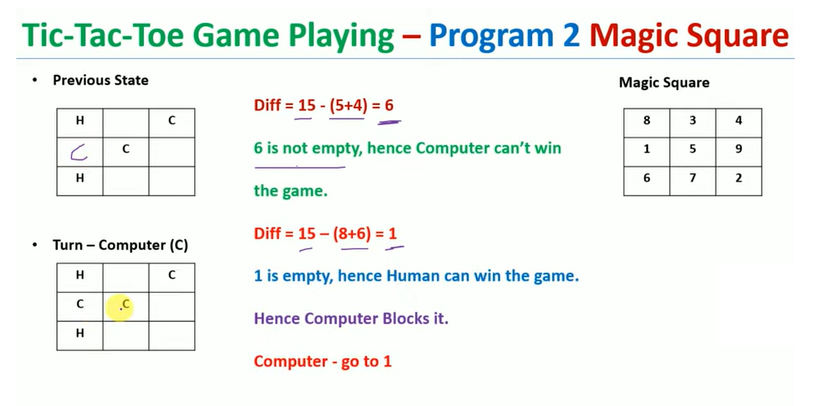 Tic-Tac-Toe Game Playing – Program 2 Magic Square
• Previous State
H C
C C
H
Diff = 15 - (5+4) = 6
6 is not empty, hence Computer can't win
the game.
Diff = 15 – (8+6) = 1
1 is empty, hence Human can win the game.
Hence Computer Blocks it.
Computer - go to 1
• Turn – Computer (C)
H C
C C
H
Magic Square
8 3 4
1 5 9
6 7 2